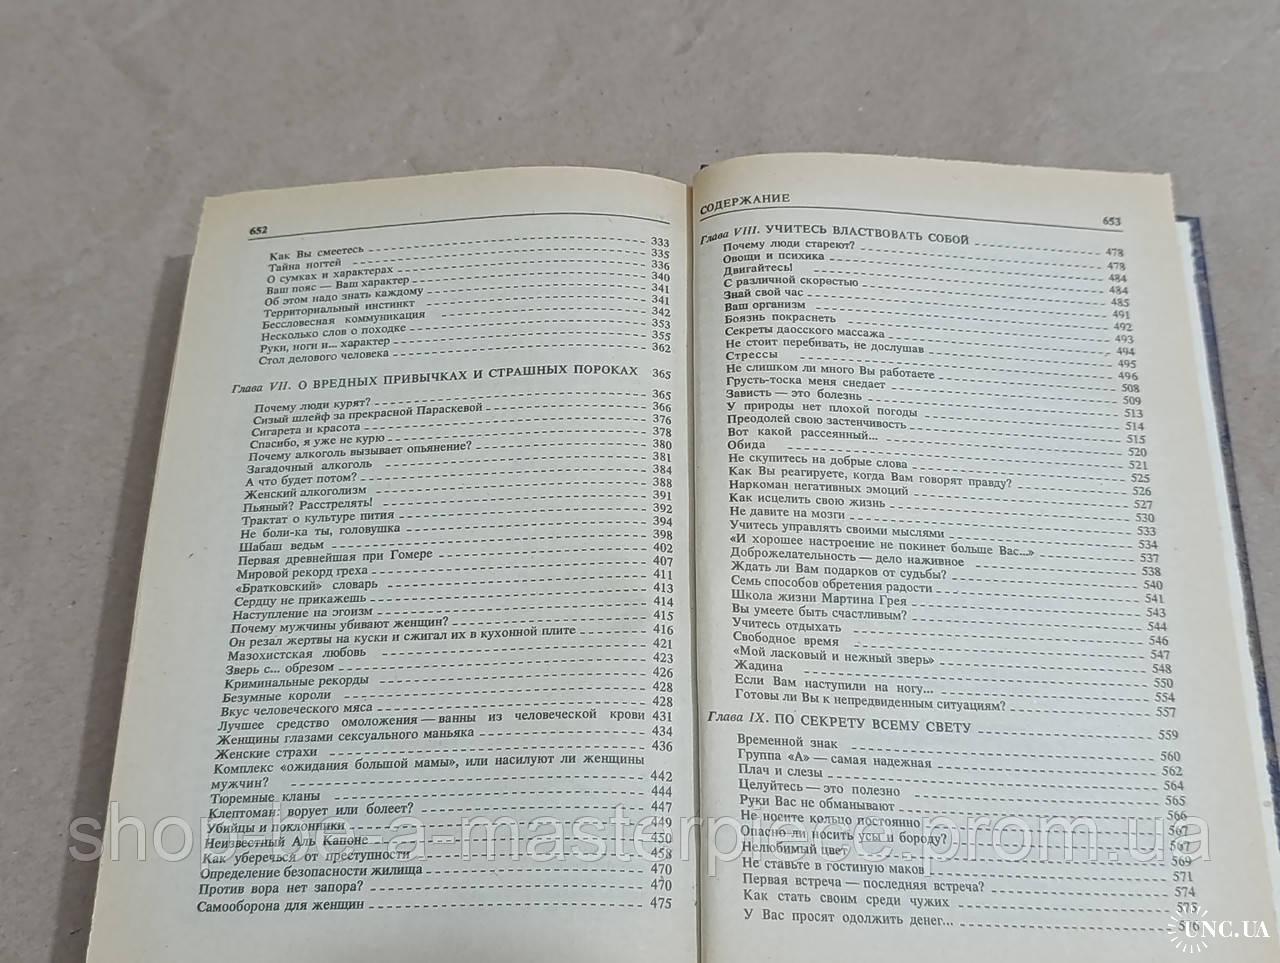 652
Как Вы смеетесь 333
Тайна ногтей 335
О сумках и характерах 336
Ваш пояс — Ваш характер 340
Об этом надо знать каждому 341
Территориальный инстинкт 341
Бессловесная коммуникация 342
Несколько слов о походке 353
Руки, ноги и... характер 355
Стол делового человека 362
Глава VII. О ВРЕДНЫХ ПРИВЫЧКАХ И СТРАШНЫХ ПОРОКАХ 365
Почему люди курят? 365
Сизый шлейф за прекрасной Параскевой 366
Сигарета и красота 376
Спасибо, я уже не курю 378
Почему алкоголь вызывает опьянение? 380
Загадочный алкоголь 381
А что будет потом? 384
Женский алкоголизм 388
Пьяный? Расстрелять! 391
Трактат о культуре пития 392
Не боли-ка ты, головушка 394
Шабаш ведьм 398
Первая древнейшая при Гомере 402
Мировой рекорд греха 407
«Братковский» словарь 411
Сердцу не прикажешь 413
Наступление на эгоизм 414
Почему мужчины убивают женщин? 415
Он резал жертвы на куски и сжигал их в кухонной плите 416
Мазохистская любовь 421
Зверь с... обрезом 423
Криминальные рекорды 426
Безумные короли 428
Вкус человеческого мяса 428
Лучшее средство омоложения — ванны из человеческой крови 431
Женщины глазами сексуального маньяка 434
Женские страхи 436
Комплекс «ожидания большой мамы», или насилуют ли женщины
мужчин? 442
Тюремные кланы 444
Клептоман: ворует или болеет? 447
Убийцы и поклонники 449
Неизвестный Аль Капоне 450
Как уберечься от преступности 458
Определение безопасности жилища 470
Против вора нет запора? 470
Самооборона для женщин 475
СОДЕРЖАНИЕ 653
Глава VIII. УЧИТЕСЬ ВЛАСТВОВАТЬ СОБОЙ 478
Почему люди стареют? 478
Овощи и психика 484
Двигайтесь! 484
С различной скоростью 485
Знай свой час 491
Ваш организм 492
Боязнь покраснеть 493
Секреты даосского массажа 494
Не стоит перебивать, не дослушав 495
Стрессы 496
Не слишком ли много Вы работаете 508
Грусть-тоска меня снедает 509
Зависть — это болезнь 513
У природы нет плохой погоды 514
Преодолей свою застенчивость 515
Вот какой рассеянный... 520
Обида 521
Не скупитесь на добрые слова 525
Как Вы реагируете, когда Вам говорят правду? 526
Наркоман негативных эмоций 527
Как исцелить свою жизнь 530
Не давите на мозги 533
Учитесь управлять своими мыслями 534
«И хорошее настроение не покинет больше Вас...» 537
Доброжелательность — дело наживное 538
Ждать ли Вам подарков от судьбы? 540
Семь способов обретения радости 541
Школа жизни Мартина Грея 543
Вы умеете быть счастливым? 544
Учитесь отдыхать 546
Свободное время 547
«Мой ласковый и нежный зверь» 548
Жадина 550
Если Вам наступили на ногу... 554
Готовы ли Вы к непредвиденным ситуациям? 557
Глава IX. ПО СЕКРЕТУ ВСЕМУ СВЕТУ 559
Временной знак 560
Группа «А» — самая надежная 562
Плач и слезы 564
Целуйтесь — это полезно 565
Руки Вас не обманывают 566
Не носите кольцо постоянно 567
Опасно ли носить усы и бороду? 567
Нелюбимый цвет 569
Не ставьте в гостиную маков 571
Первая встреча — последняя встреча? 574
Как стать своим среди чужих 575
У Вас просят одолжить денег... 576
shop-be-a-masterpiece.prom.ua
UNC.UA